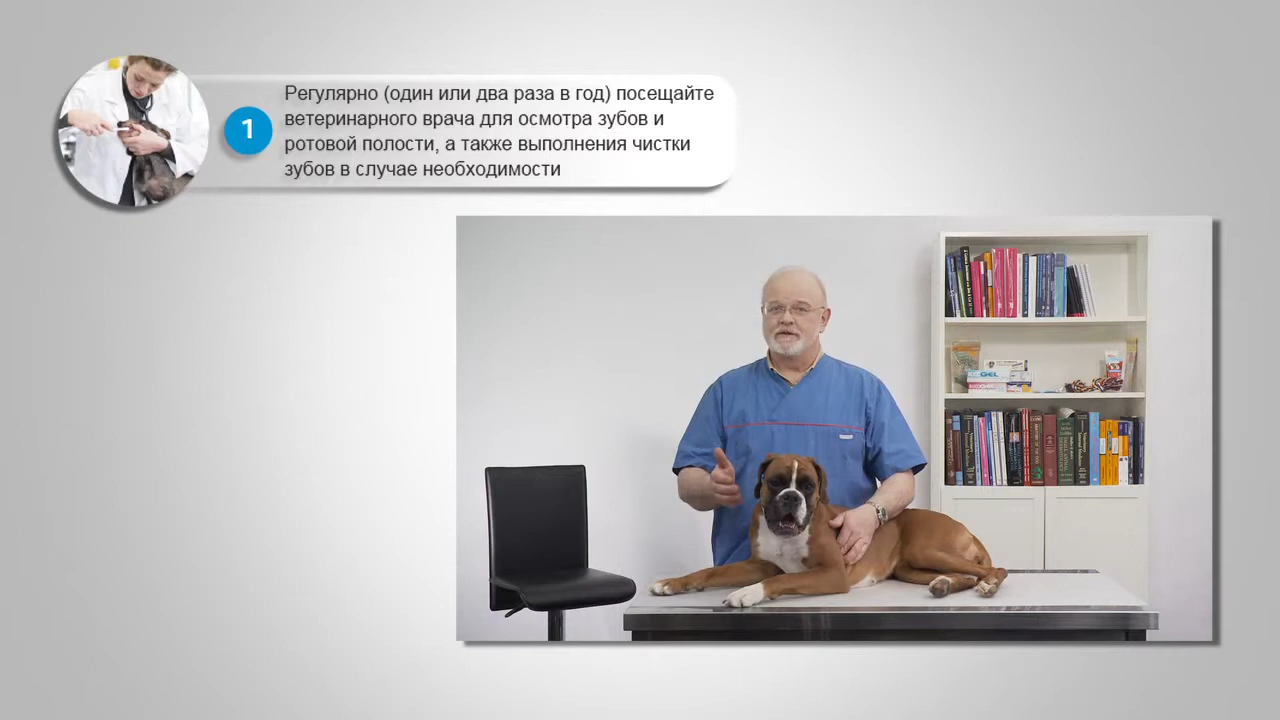 1
Регулярно (один или два раза в год) посещайте
ветеринарного врача для осмотра зубов и
ротовой полости, а также выполнения чистки
зубов в случае необходимости
GEL